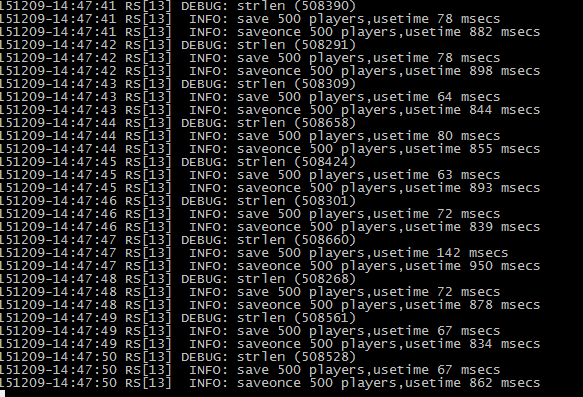 151209-14:47:41 RS[13] DEBUG: strlen (508390)
151209-14:47:41 RS[13]  INFO: save 500 players,usetime 78 msecs
151209-14:47:41 RS[13]  INFO: saveonce 500 players,usetime 882 msecs
151209-14:47:42 RS[13] DEBUG: strlen (508291)
151209-14:47:42 RS[13]  INFO: save 500 players,usetime 78 msecs
151209-14:47:42 RS[13]  INFO: saveonce 500 players,usetime 898 msecs
151209-14:47:43 RS[13] DEBUG: strlen (508309)
151209-14:47:43 RS[13]  INFO: save 500 players,usetime 64 msecs
151209-14:47:43 RS[13]  INFO: saveonce 500 players,usetime 844 msecs
151209-14:47:44 RS[13] DEBUG: strlen (508658)
151209-14:47:44 RS[13]  INFO: save 500 players,usetime 80 msecs
151209-14:47:44 RS[13]  INFO: saveonce 500 players,usetime 855 msecs
151209-14:47:45 RS[13] DEBUG: strlen (508424)
151209-14:47:45 RS[13]  INFO: save 500 players,usetime 63 msecs
151209-14:47:45 RS[13]  INFO: saveonce 500 players,usetime 893 msecs
151209-14:47:46 RS[13] DEBUG: strlen (508301)
151209-14:47:46 RS[13]  INFO: save 500 players,usetime 72 msecs
151209-14:47:46 RS[13]  INFO: saveonce 500 players,usetime 839 msecs
151209-14:47:47 RS[13] DEBUG: strlen (508660)
151209-14:47:47 RS[13]  INFO: save 500 players,usetime 142 msecs
151209-14:47:47 RS[13]  INFO: saveonce 500 players,usetime 950 msecs
151209-14:47:48 RS[13] DEBUG: strlen (508268)
151209-14:47:48 RS[13]  INFO: save 500 players,usetime 72 msecs
151209-14:47:48 RS[13]  INFO: saveonce 500 players,usetime 878 msecs
151209-14:47:49 RS[13] DEBUG: strlen (508561)
151209-14:47:49 RS[13]  INFO: save 500 players,usetime 67 msecs
151209-14:47:49 RS[13]  INFO: saveonce 500 players,usetime 834 msecs
151209-14:47:50 RS[13] DEBUG: strlen (508528)
151209-14:47:50 RS[13]  INFO: save 500 players,usetime 67 msecs
151209-14:47:50 RS[13]  INFO: saveonce 500 players,usetime 862 msecs